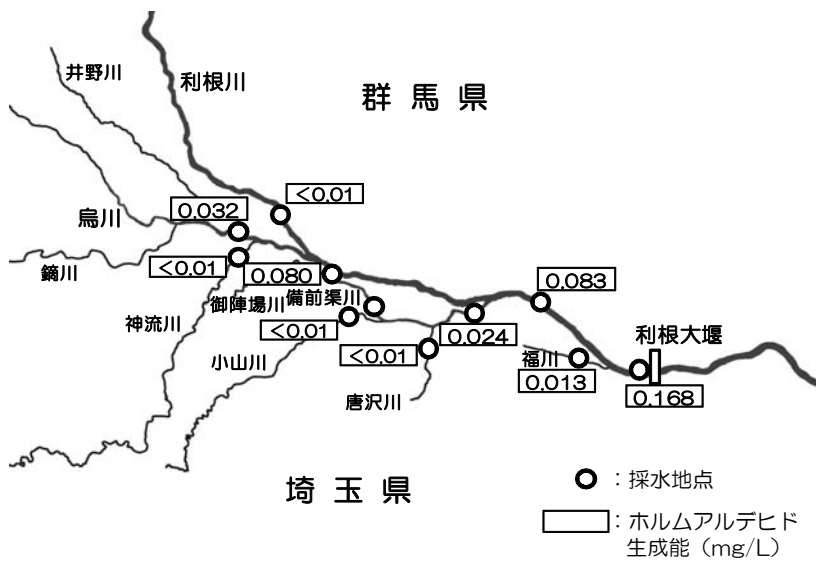 井野川
利根川
群馬県
<0.01
烏川
0.032
鏑川
<0.01
0.080
0.083
御陣場川
備前渠川
神流川
<0.01
0.024
利根大堰
小山川
<0.01
福川
0.013
唐沢川
0.168
埼玉県
:採水地点
:ホルムアルデヒド
生成能(mg/L)